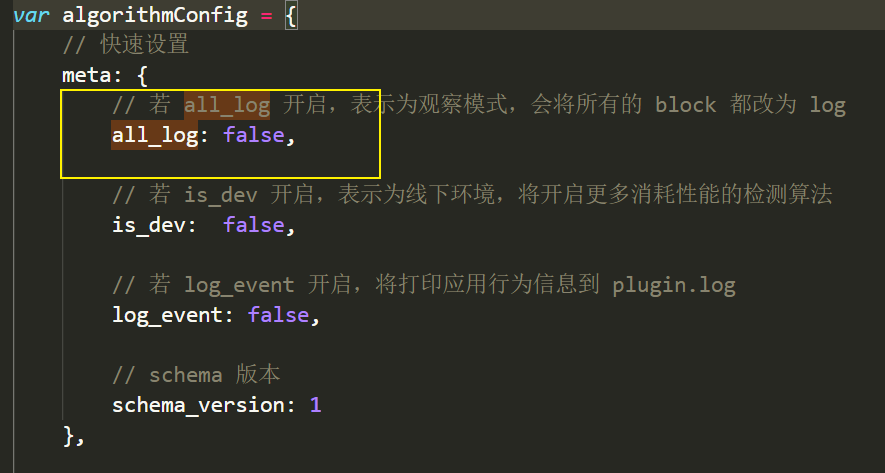 var algorithmConfig = {
// 快速设置
meta: {
// 若 all_log 开启，表示为观察模式，会将所有的 block 都改为 log
all_log: false,
// 若 is_dev 开启，表示为线下环境，将开启更多消耗性能的检测算法
is_dev:  false,
// 若 log_event 开启，将打印应用行为信息到 plugin.log
log_event: false,
// schema 版本
schema_version: 1
},